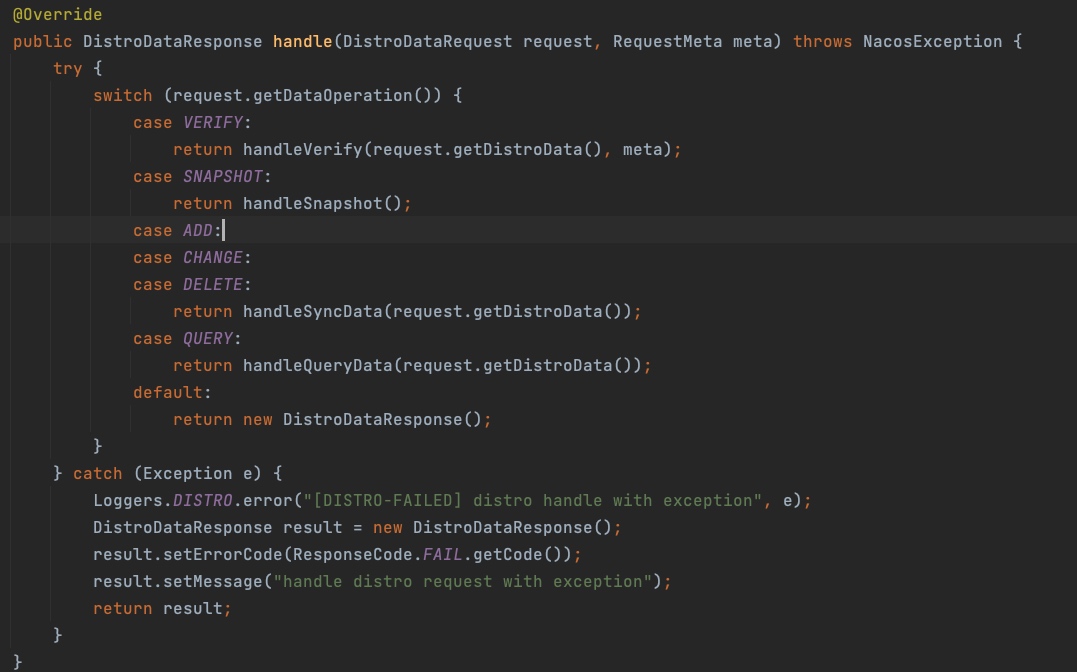 @Override
public DistroDataResponse handle(DistroDataRequest request, RequestMeta meta) throws NacosException {
    try {
        switch (request.getDataOperation()) {
            case VERIFY:
                return handleVerify(request.getDistroData(), meta);
            case SNAPSHOT:
                return handleSnapshot();
            case ADD:
            case CHANGE:
            case DELETE:
                return handleSyncData(request.getDistroData());
            case QUERY:
                return handleQueryData(request.getDistroData());
            default:
                return new DistroDataResponse();
        }
    } catch (Exception e) {
        Loggers.DISTRO.error("[DISTRO-FAILED] distro handle with exception", e);
        DistroDataResponse result = new DistroDataResponse();
        result.setErrorCode(ResponseCode.FAIL.getCode());
        result.setMessage("handle distro request with exception");
        return result;
    }
}